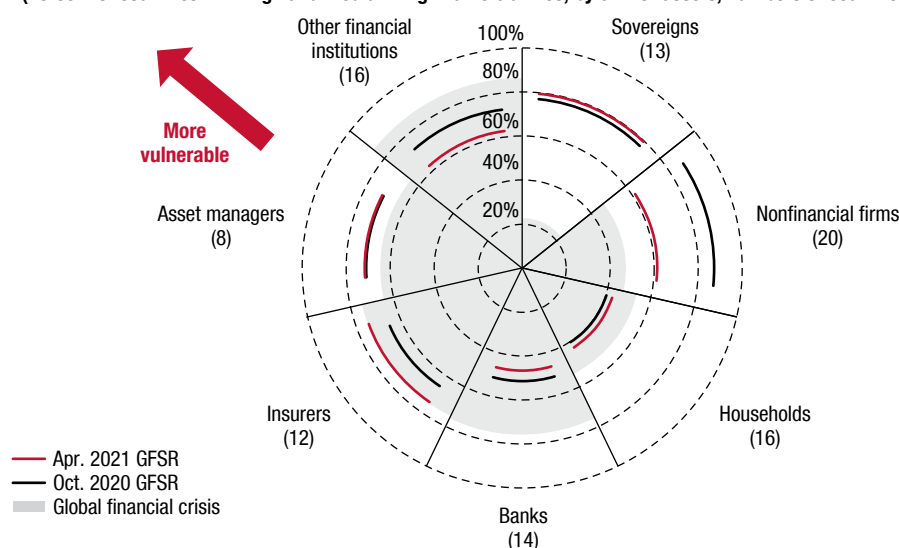 Other financial
institutions
(16)
100%
Sovereigns
(13)
80%
More
vulnerable
60%
40%
Asset managers
(8)
20%
Nonfinancial firms
(20)
Insurers
(12)
Households
(16)
Apr. 2021 GFSR
Oct. 2020 GFSR
Global financial crisis
Banks
(14)